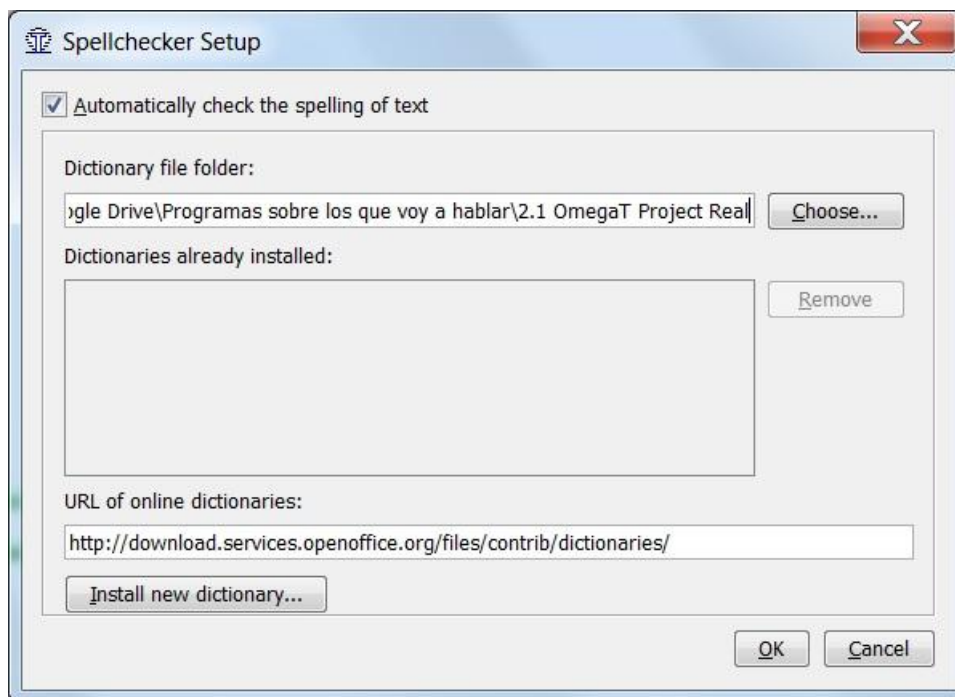 Spellchecker Setup
Automatically check the spelling of text
Dictionary file folder:
ogle Drive\Programas sobre los que voy a hablar\2.1 OmegaT Project Real
Choose...
Dictionaries already installed:
Remove
URL of online dictionaries:
http://download.services.openoffice.org/files/contrib/dictionaries/
Install new dictionary...
OK
Cancel